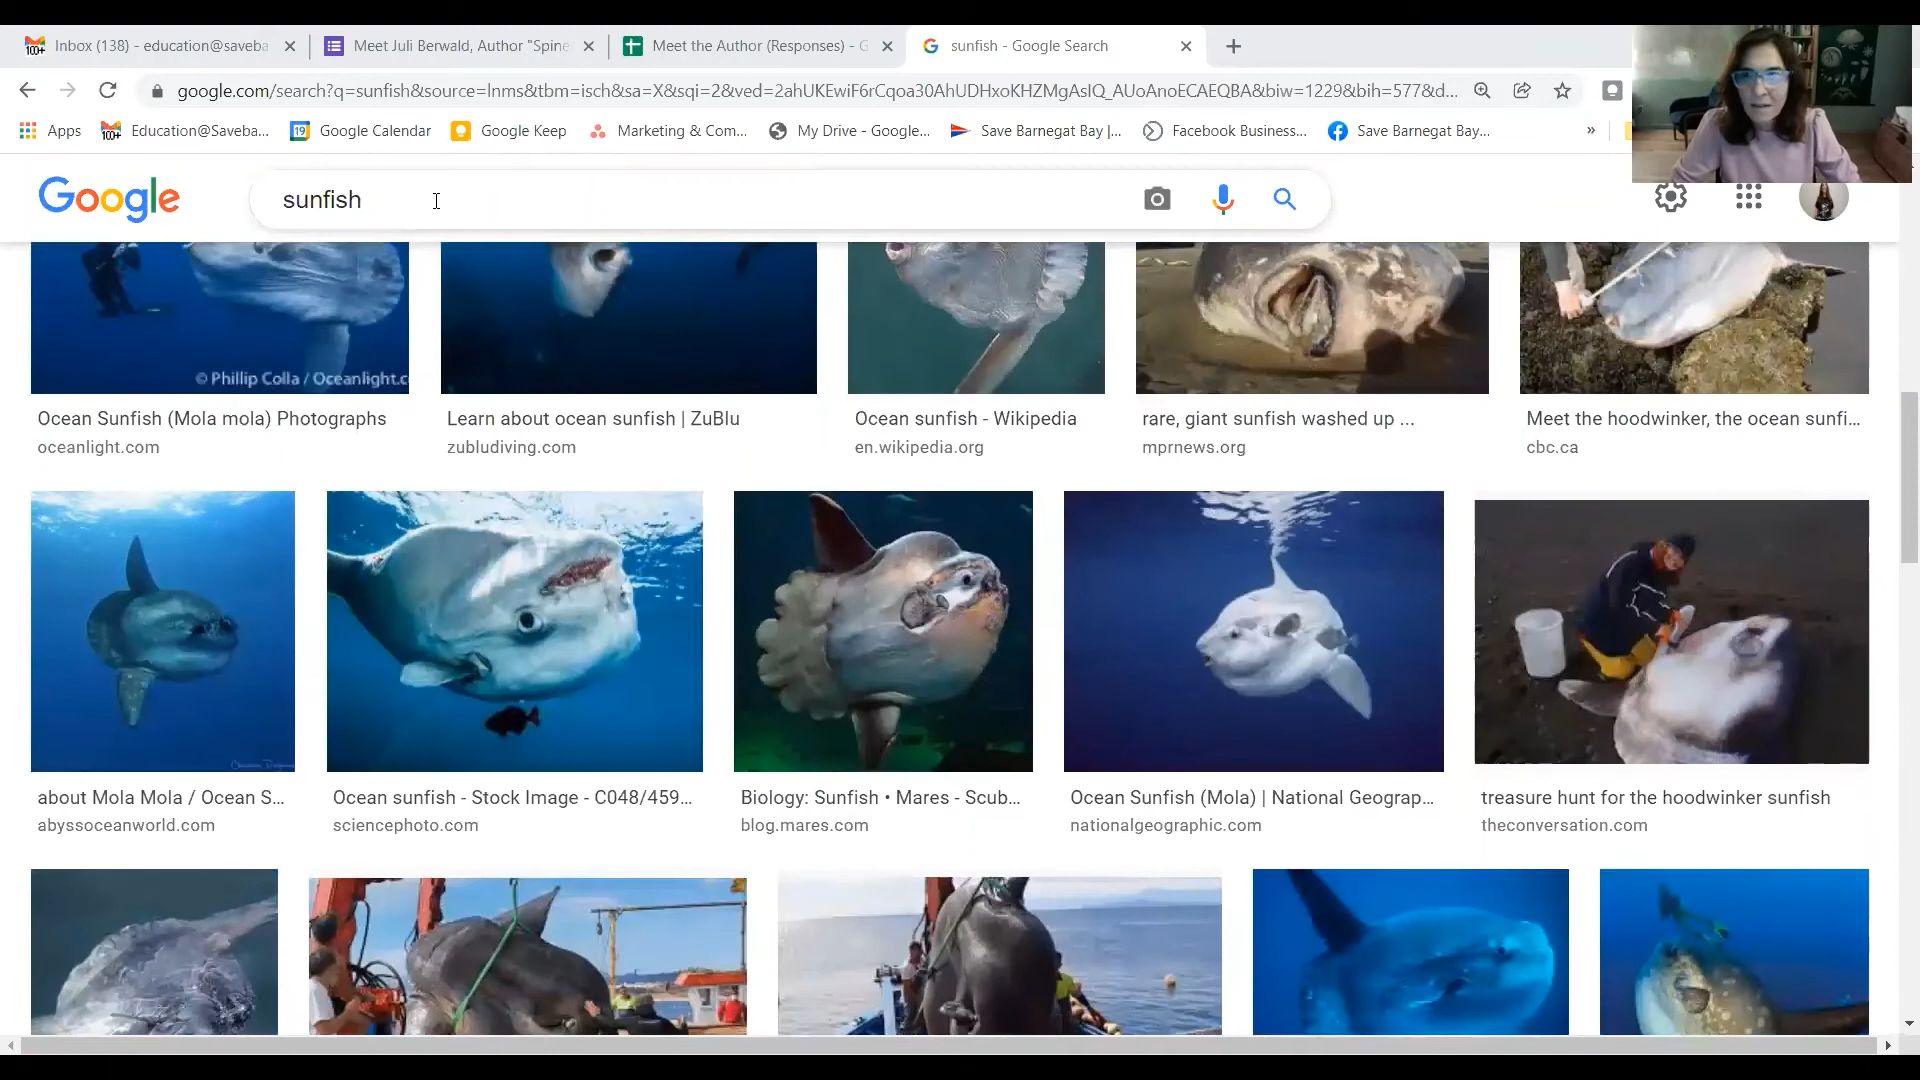 Inbox (138) - education@saveba
Meet Juli Berwald, Author "Spine
Meet the Author (Responses) - G
sunfish - Google Search
google.com/search?q=sunfish&source=lnms&tbm=isch&sa=X&sqi=2&ved=2ahUKEwiF6rCqoa30AhUDHxoKHZMgAsIQ_AUoAnoECAEQBA&biw=1229&bih=577&d...
Apps
Education@Saveba...
Google Calendar
Google Keep
Marketing & Com...
My Drive - Google...
Save Barnegat Bay |...
Facebook Business...
Save Barnegat Bay...
»
Google
sunfish
© Phillip Colla / Oceanlight.c
Ocean Sunfish (Mola mola) Photographs
oceanlight.com
Learn about ocean sunfish | ZuBlu
zubludiving.com
Ocean sunfish - Wikipedia
en.wikipedia.org
rare, giant sunfish washed up ...
mprnews.org
Meet the hoodwinker, the ocean sunfi...
cbc.ca
about Mola Mola / Ocean S...
abyssoceanworld.com
Ocean sunfish - Stock Image - C048/459...
sciencephoto.com
Biology: Sunfish • Mares - Scub...
blog.mares.com
Ocean Sunfish (Mola) | National Geograp...
nationalgeographic.com
treasure hunt for the hoodwinker sunfish
theconversation.com